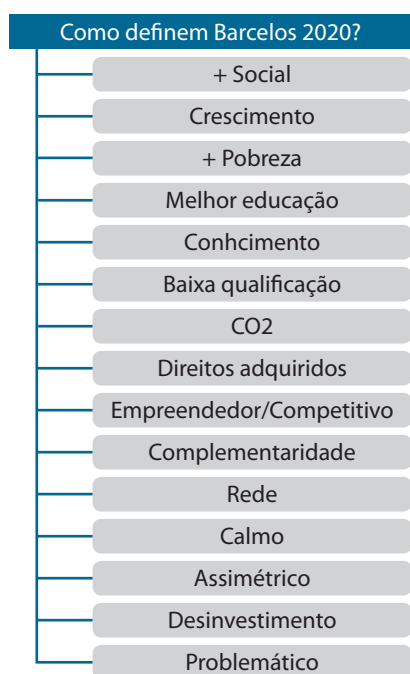 Como definem Barcelos 2020?
+ Social
Crescimento
+ Pobreza
Melhor educação
Conhcimento
Baixa qualificação
CO2
Direitos adquiridos
Empreendedor/Competitivo
Complementaridade
Rede
Calmo
Assimétrico
Desinvestimento
Problemático